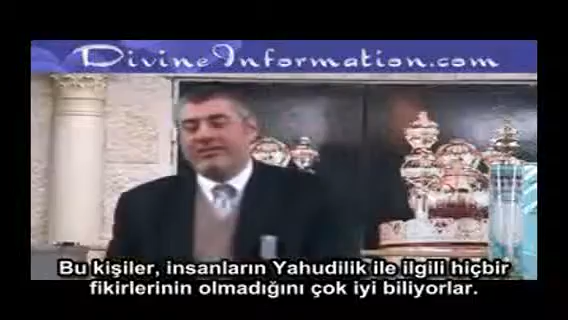 DivineInformation.com
Bu kişiler, insanların Yahudilik ile ilgili hiçbir
fikirlerinin olmadığını çok iyi biliyorlar.